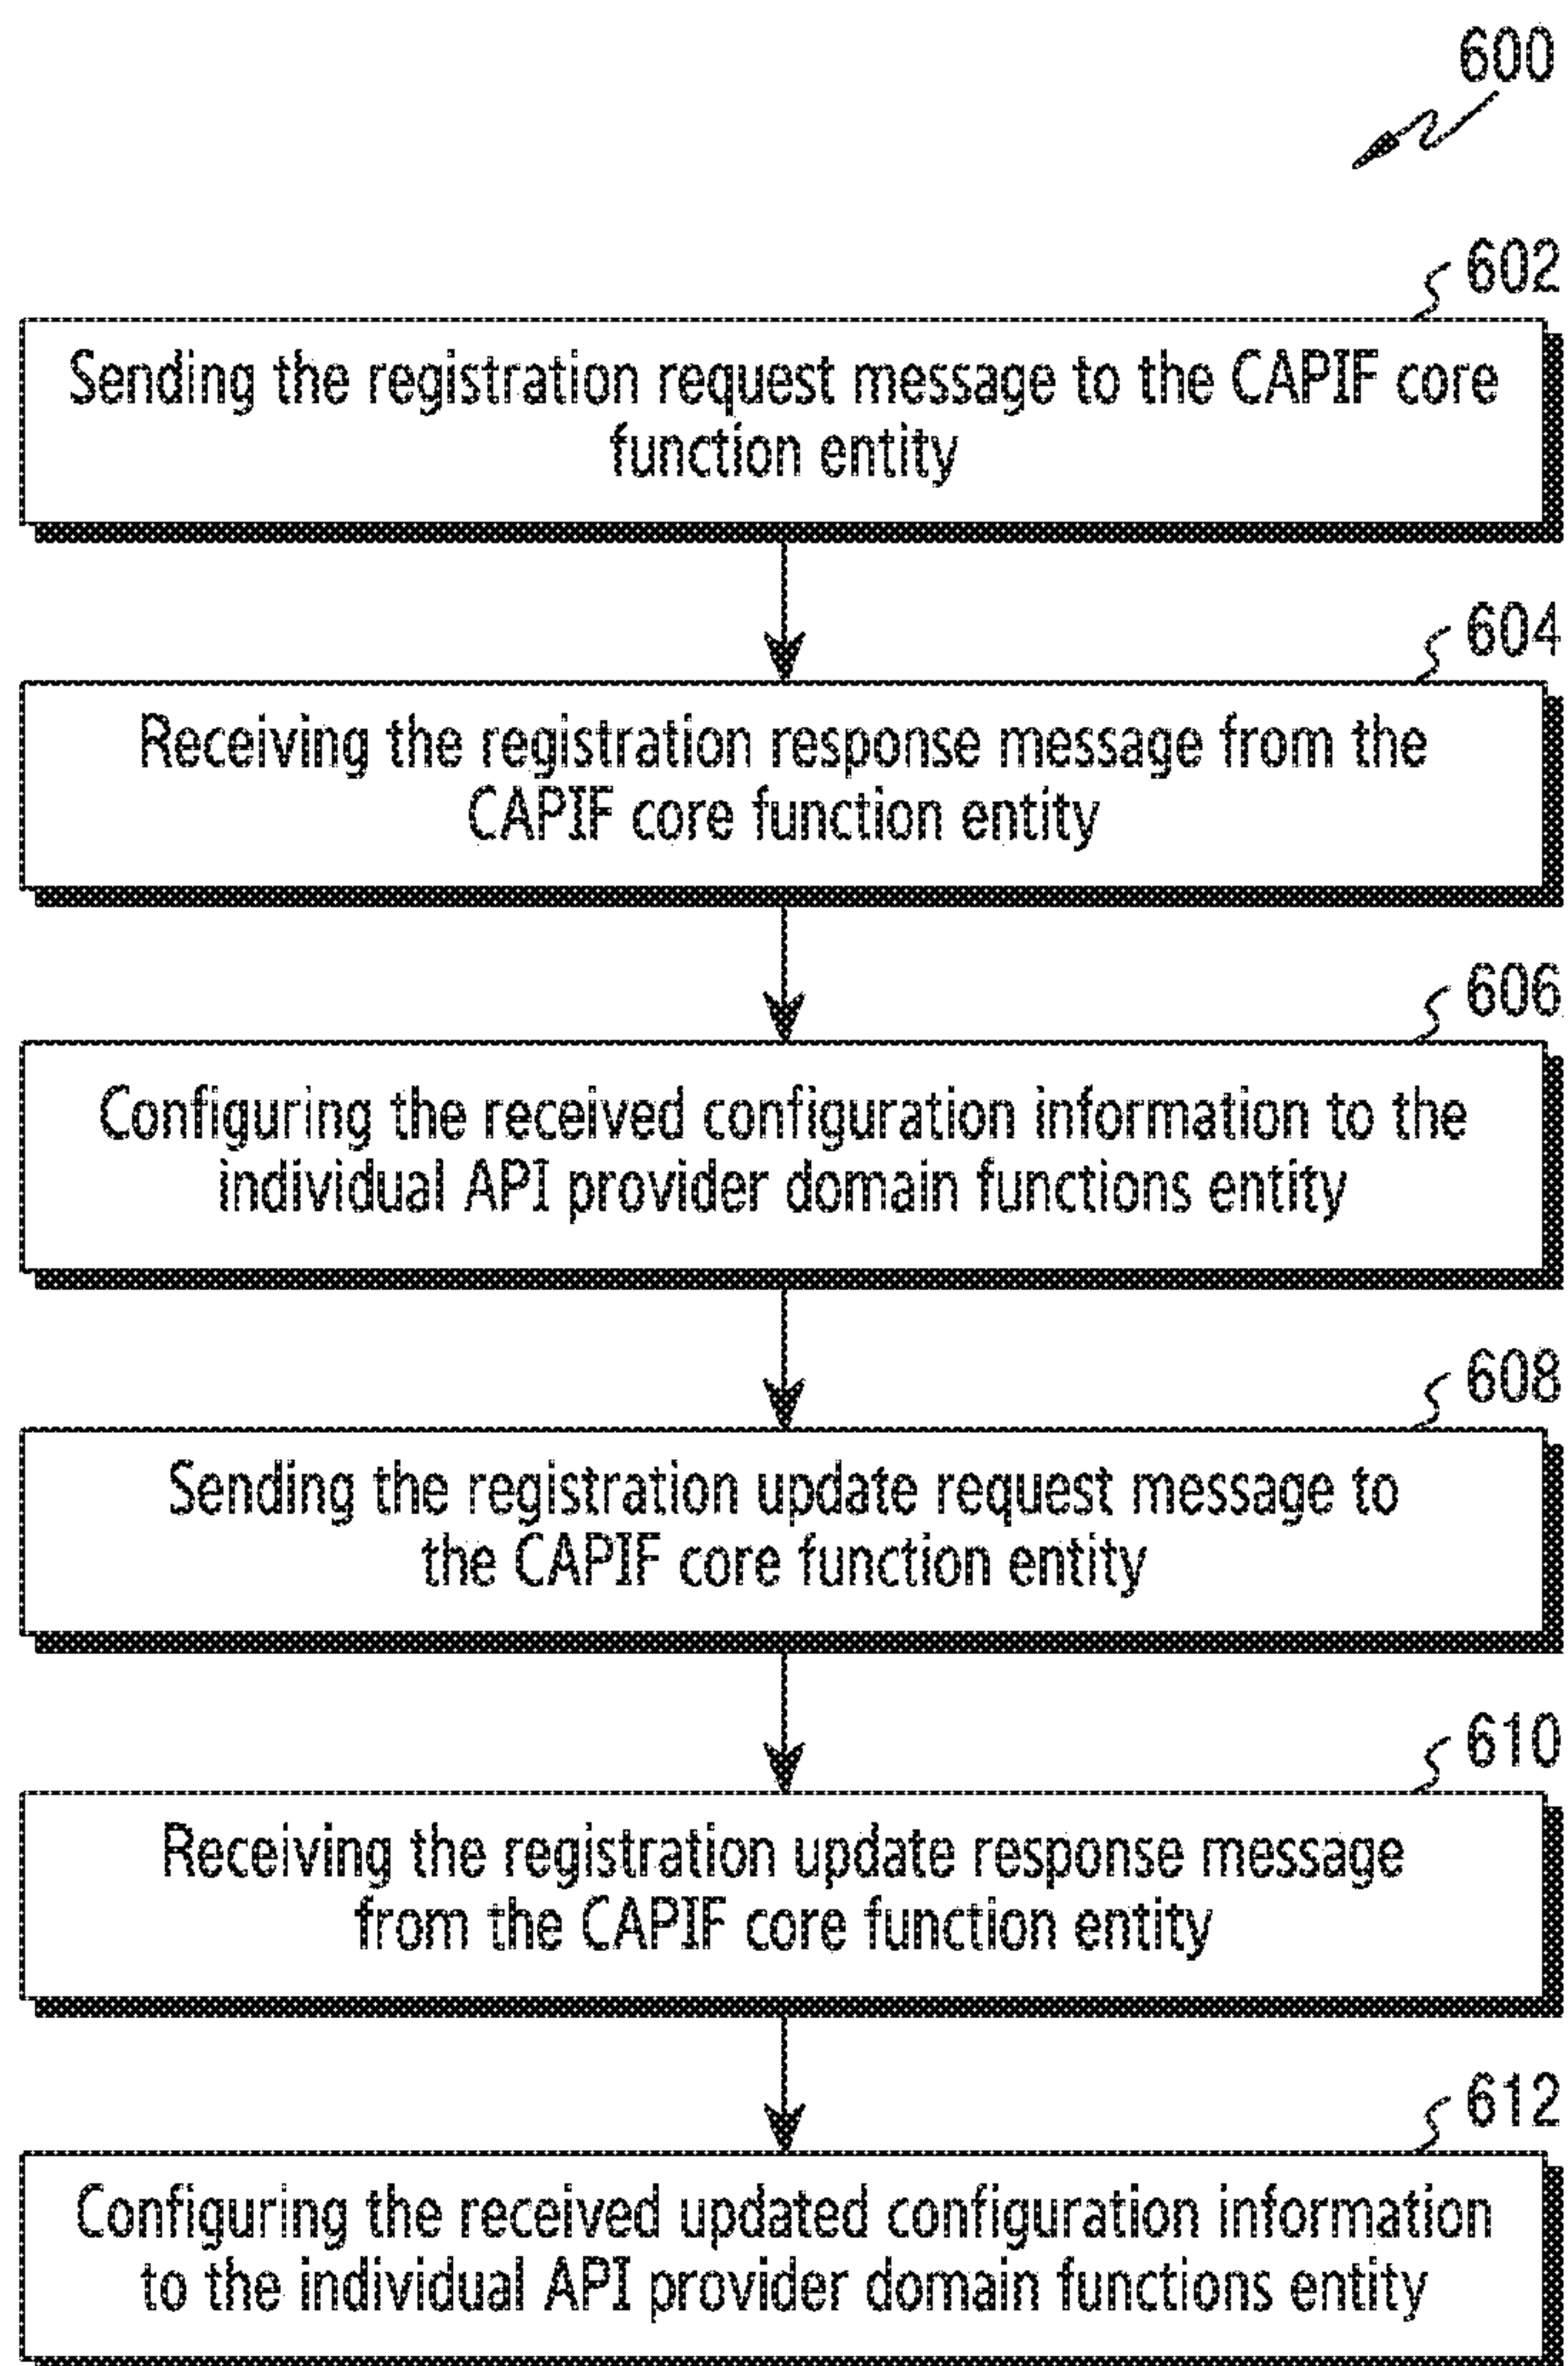 600
602
Sending the registration request message to the CAPIF core
function entity
604
Receiving the registration response message from the
CAPIF core function entity
606
Configuring the received configuration information to the
individual API provider domain functions entity
608
Sending the registration update request message to
the CAPIF core function entity
610
Receiving the registration update response message
from the CAPIF core function entity
612
Configuring the received updated configuration information
to the individual API provider domain functions entity